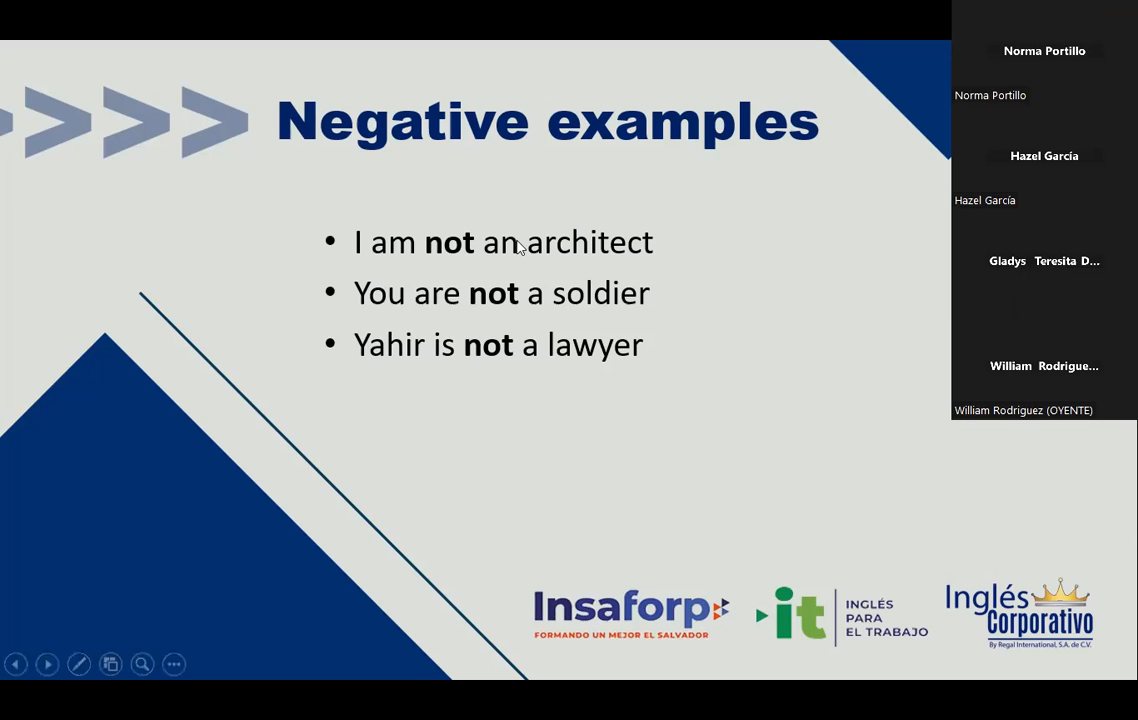 Negative examples
• I am not an architect
• You are not a soldier
• Yahir is not a lawyer
Norma Portillo
Norma Portillo
Hazel García
Hazel García
Gladys Teresita D...
William Rodrigue...
William Rodriguez (OYENTE)
Insaforp
FORMANDO UN MEJOR EL SALVADOR
it
INGLÉS
PARA
EL TRABAJO
Inglés
Corporativo
By Regal International, S.A. de C.V.